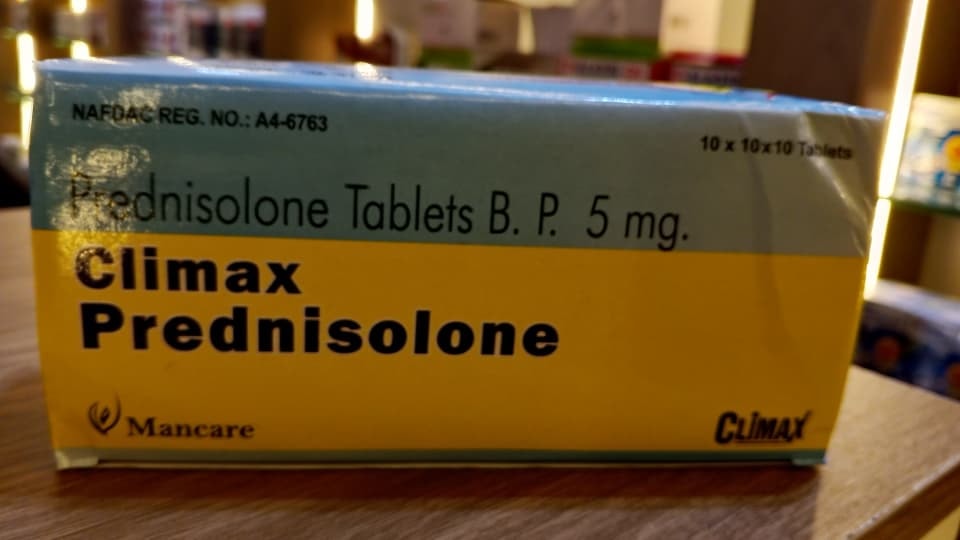 NAFDAC REG. NO.: A4-6763
10 x 10x10 Tablets
Prednisolone Tablets B. P. 5 mg.
Climax
Prednisolone
Mancare
CLIMAX